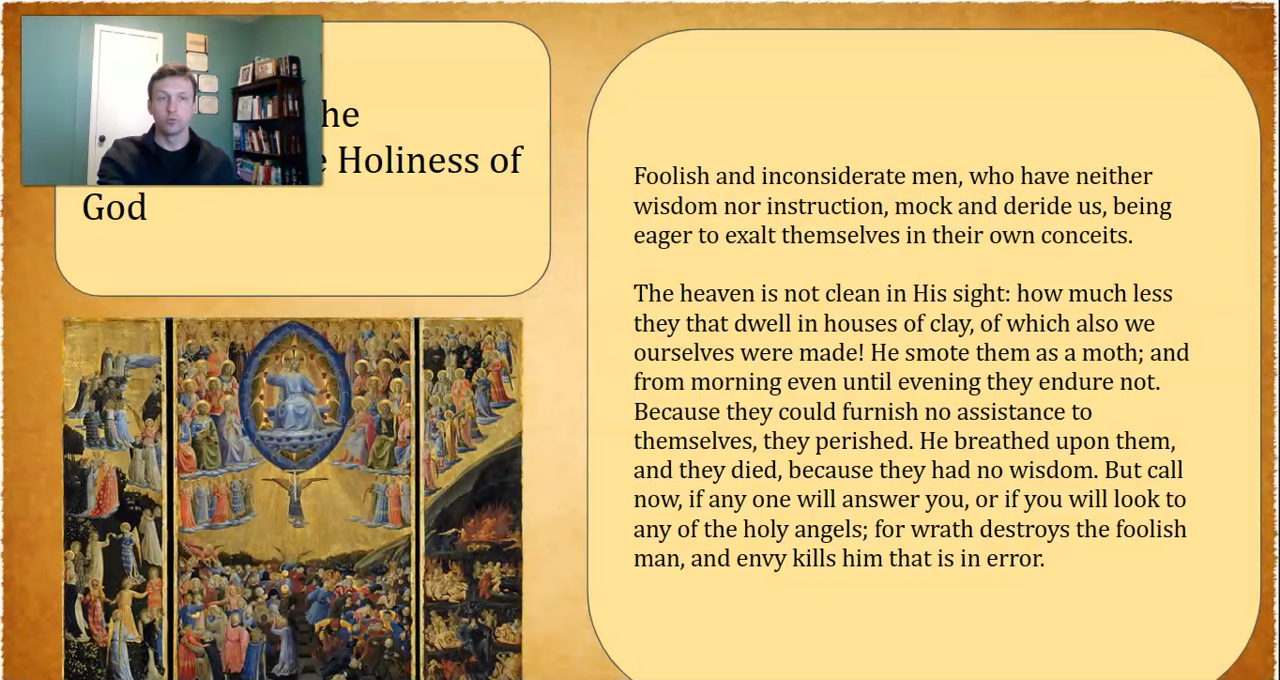 he
Holiness of
God
Foolish and inconsiderate men, who have neither
wisdom nor instruction, mock and deride us, being
eager to exalt themselves in their own conceits.
The heaven is not clean in His sight: how much less
they that dwell in houses of clay, of which also we
ourselves were made! He smote them as a moth; and
from morning even until evening they endure not.
Because they could furnish no assistance to
themselves, they perished. He breathed upon them,
and they died, because they had no wisdom. But call
now, if any one will answer you, or if you will look to
any of the holy angels; for wrath destroys the foolish
man, and envy kills him that is in error.